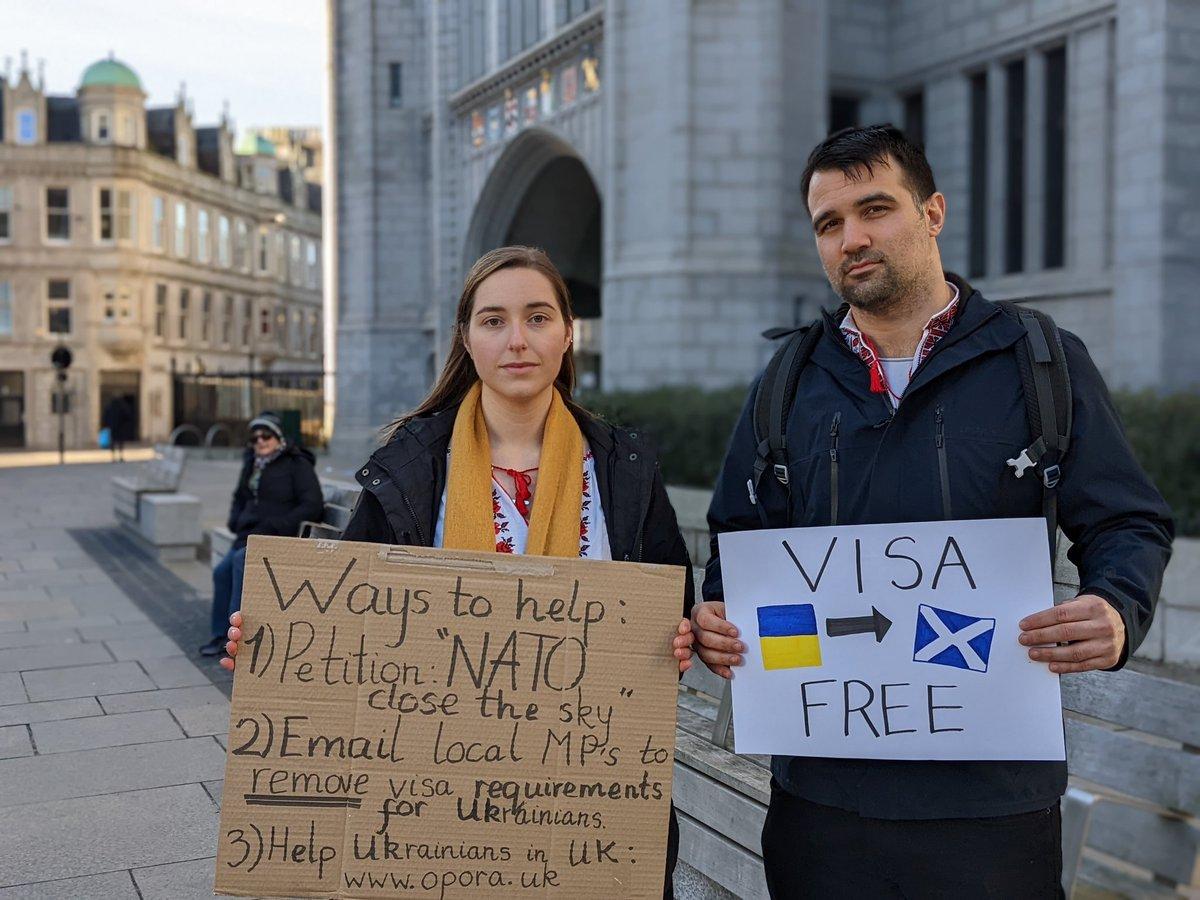 Ways to help:
1) Petition: "NATO
close the sky"
2) Email local MP's to
remove visa requirements
for Ukrainians.
3) Help Ukrainians in UK:
www.opora.uk
VISA
FREE